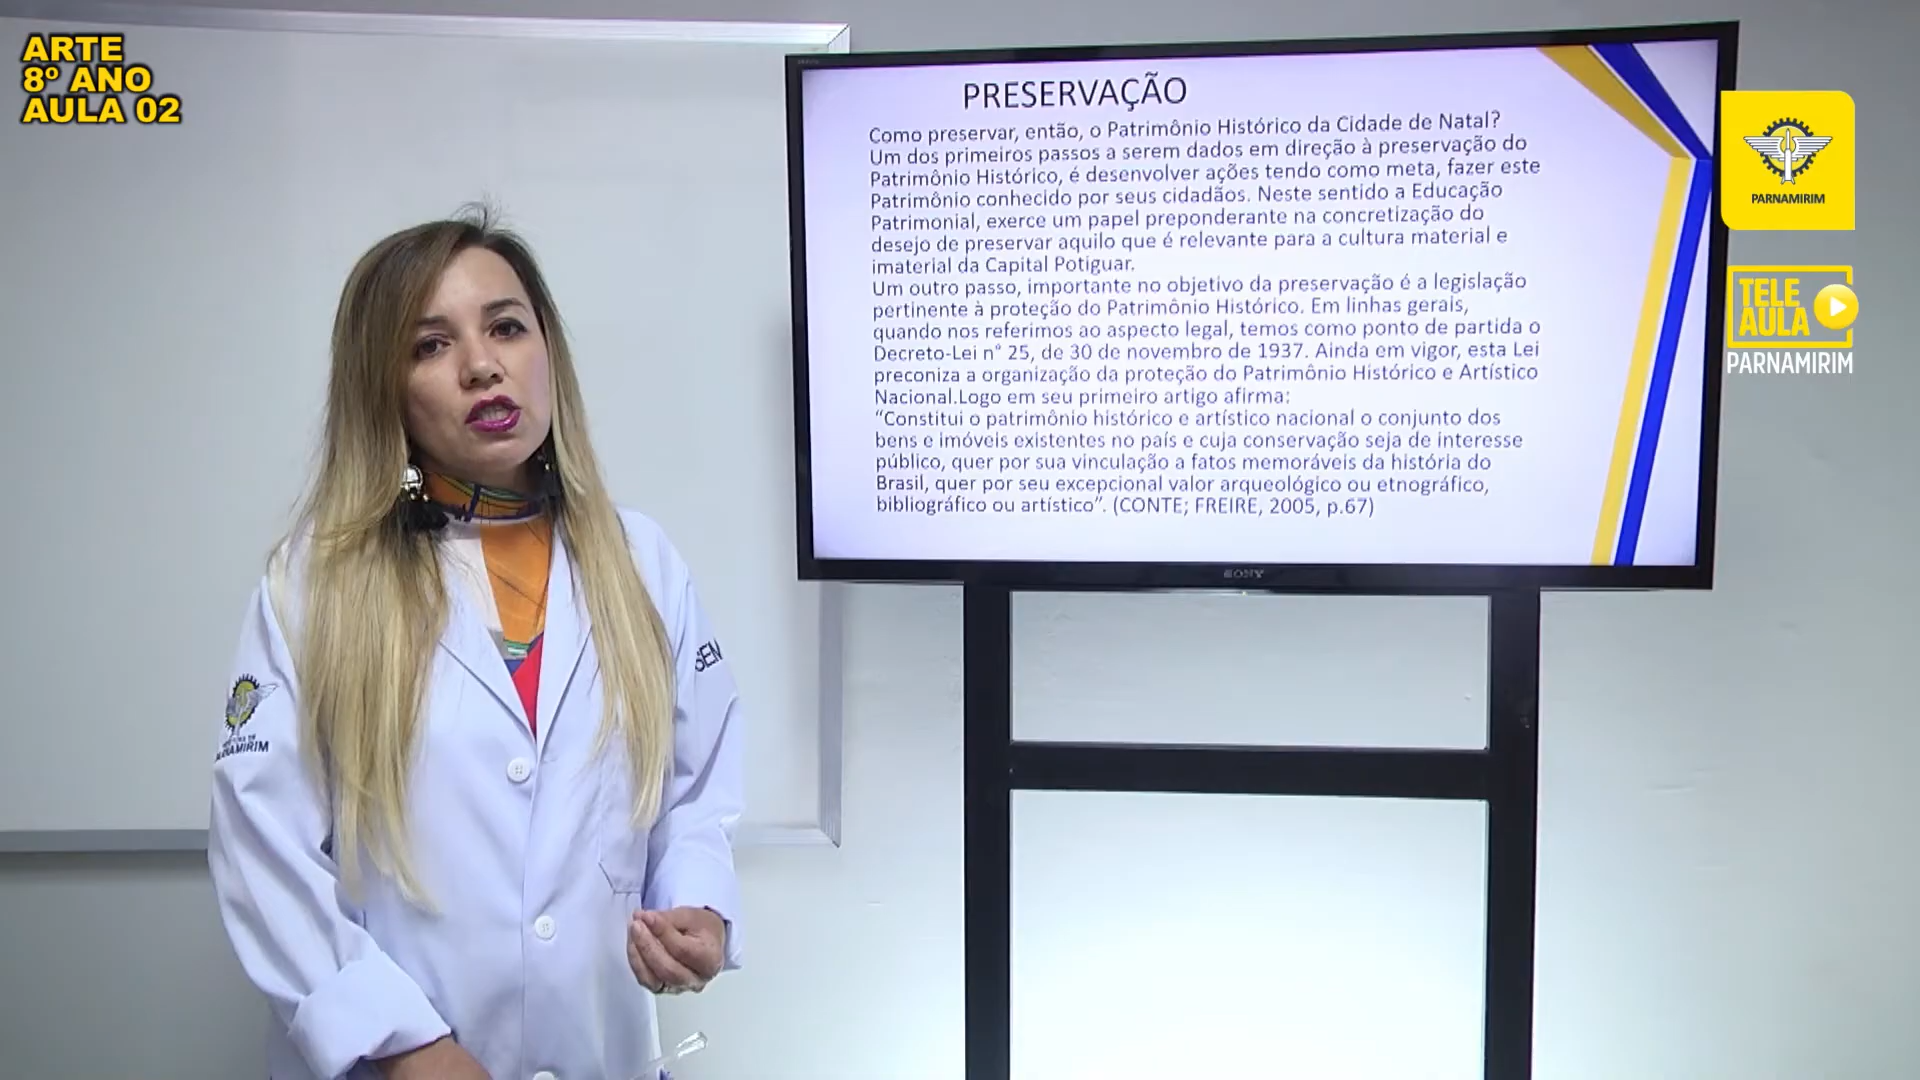 ARTE
8º ANO
AULA 02
PRESERVAÇÃO
Como preservar, então, o Patrimônio Histórico da Cidade de Natal?
Um dos primeiros passos a serem dados em direção à preservação do
Patrimônio Histórico, é desenvolver ações tendo como meta, fazer este
Patrimônio conhecido por seus cidadãos. Neste sentido a Educação
Patrimonial, exerce um papel preponderante na concretização do
desejo de preservar aquilo que é relevante para a cultura material e
imaterial da Capital Potiguar.
Um outro passo, importante no objetivo da preservação é a legislação
pertinente à proteção do Patrimônio Histórico. Em linhas gerais,
quando nos referimos ao aspecto legal, temos como ponto de partida o
Decreto-Lei n° 25, de 30 de novembro de 1937. Ainda em vigor, esta Lei
preconiza a organização da proteção do Patrimônio Histórico e Artístico
Nacional.Logo em seu primeiro artigo afirma:
“Constitui o patrimônio histórico e artístico nacional o conjunto dos
bens e imóveis existentes no país e cuja conservação seja de interesse
público, quer por sua vinculação a fatos memoráveis da história do
Brasil, quer por seu excepcional valor arqueológico ou etnográfico,
bibliográfico ou artístico”. (CONTE; FREIRE, 2005, p.67)
SONY
PARNAMIRIM
TELE
AULA
PARNAMIRIM
SEM